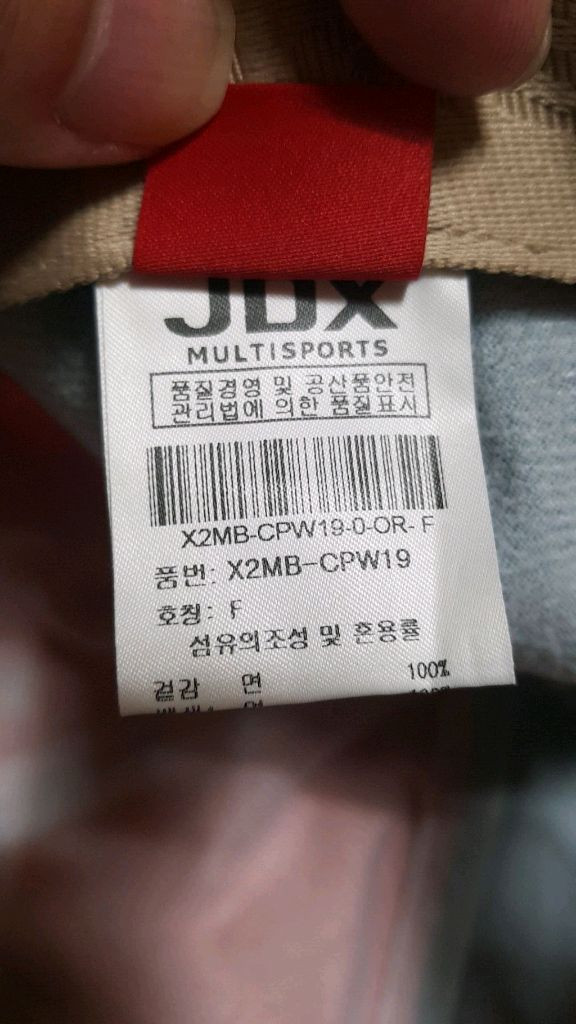 JDX
MULTISPORTS
품질경영 및 공산품안전
관리법에 의한 품질표시
X2MB-CPW19-0-OR- F
품번: X2MB-CPW19
호칭: F
섬유의조성 및 혼용률
겉감 면 100%